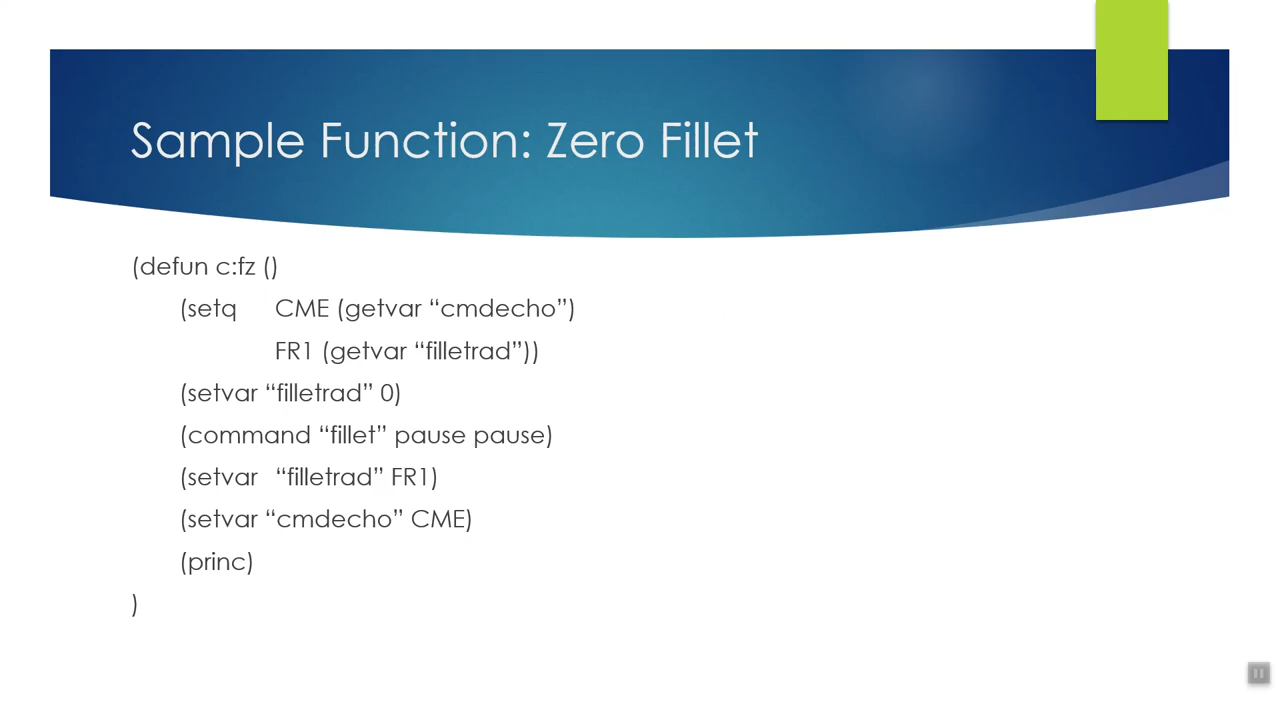 Sample Function: Zero Fillet
(defun c:fz ()
(setq CME (getvar “cmdecho”)
FR1 (getvar “filletrad”))
(setvar “filletrad” 0)
(command “fillet” pause pause)
(setvar “filletrad” FR1)
(setvar “cmdecho” CME)
(princ)
)